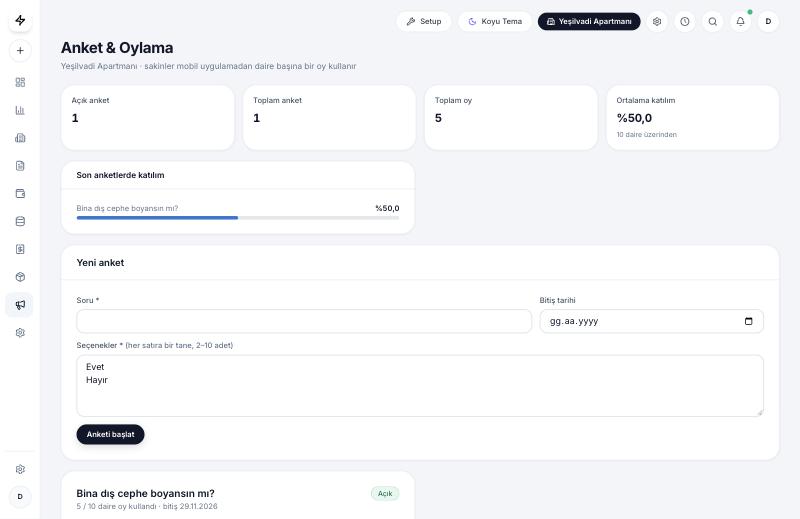 Setup
Koyu Tema
Yeşilvadi Apartmanı
D
Anket & Oylama
Yeşilvadi Apartmanı · sakinler mobil uygulamadan daire başına bir oy kullanır
Açık anket
1
Toplam anket
1
Toplam oy
5
Ortalama katılım
%50,0
10 daire üzerinden
Son anketlerde katılım
Bina dış cephe boyansın mı?
%50,0
Yeni anket
Soru *
Bitiş tarihi
gg.aa.yyyy
Seçenekler * (her satıra bir tane, 2–10 adet)
Evet
Hayır
Anketi başlat
Bina dış cephe boyansın mı?
Açık
5 / 10 daire oy kullandı · bitiş 29.11.2026
D